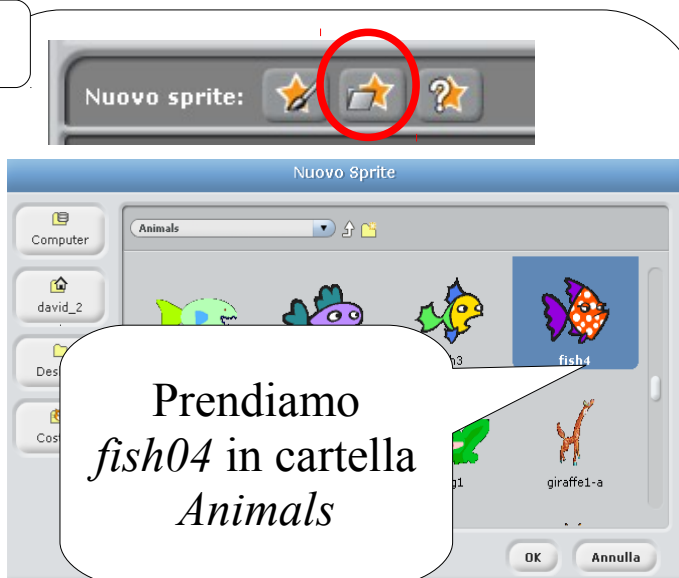 Nuovo sprite:
Nuovo Sprite
Computer
Animals
david_2
fish4
Prendiamo
fish04 in cartella
Animals
giraffe1-a
OK
Annulla